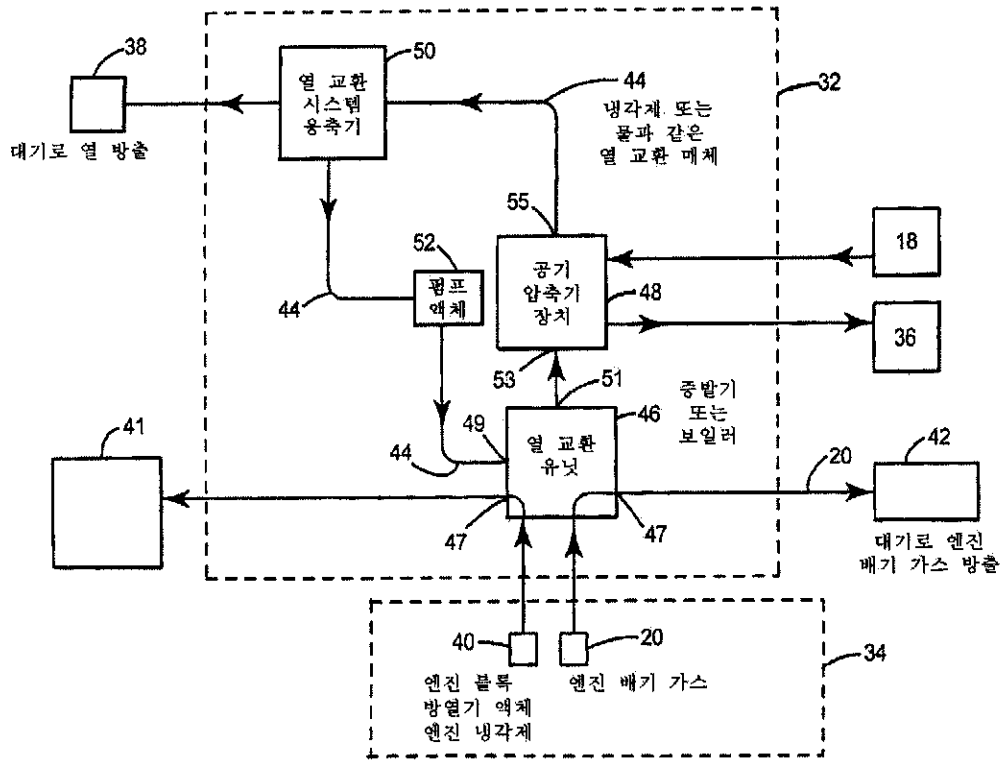 38
50
열 교환
시스템
응축기
44
32
냉각제 또는
물과 같은
열 교환 매체
대기로 열 방출
55
18
52
펌프
액체
공기
압축기
장치
48
44
36
53
51
증발기
또는
보일러
46
41
49
열 교환
유닛
44
20
42
47
47
대기로 엔진
배기 가스 방출
40
20
34
엔진 블록
방열기 액체
엔진 냉각제
엔진 배기 가스